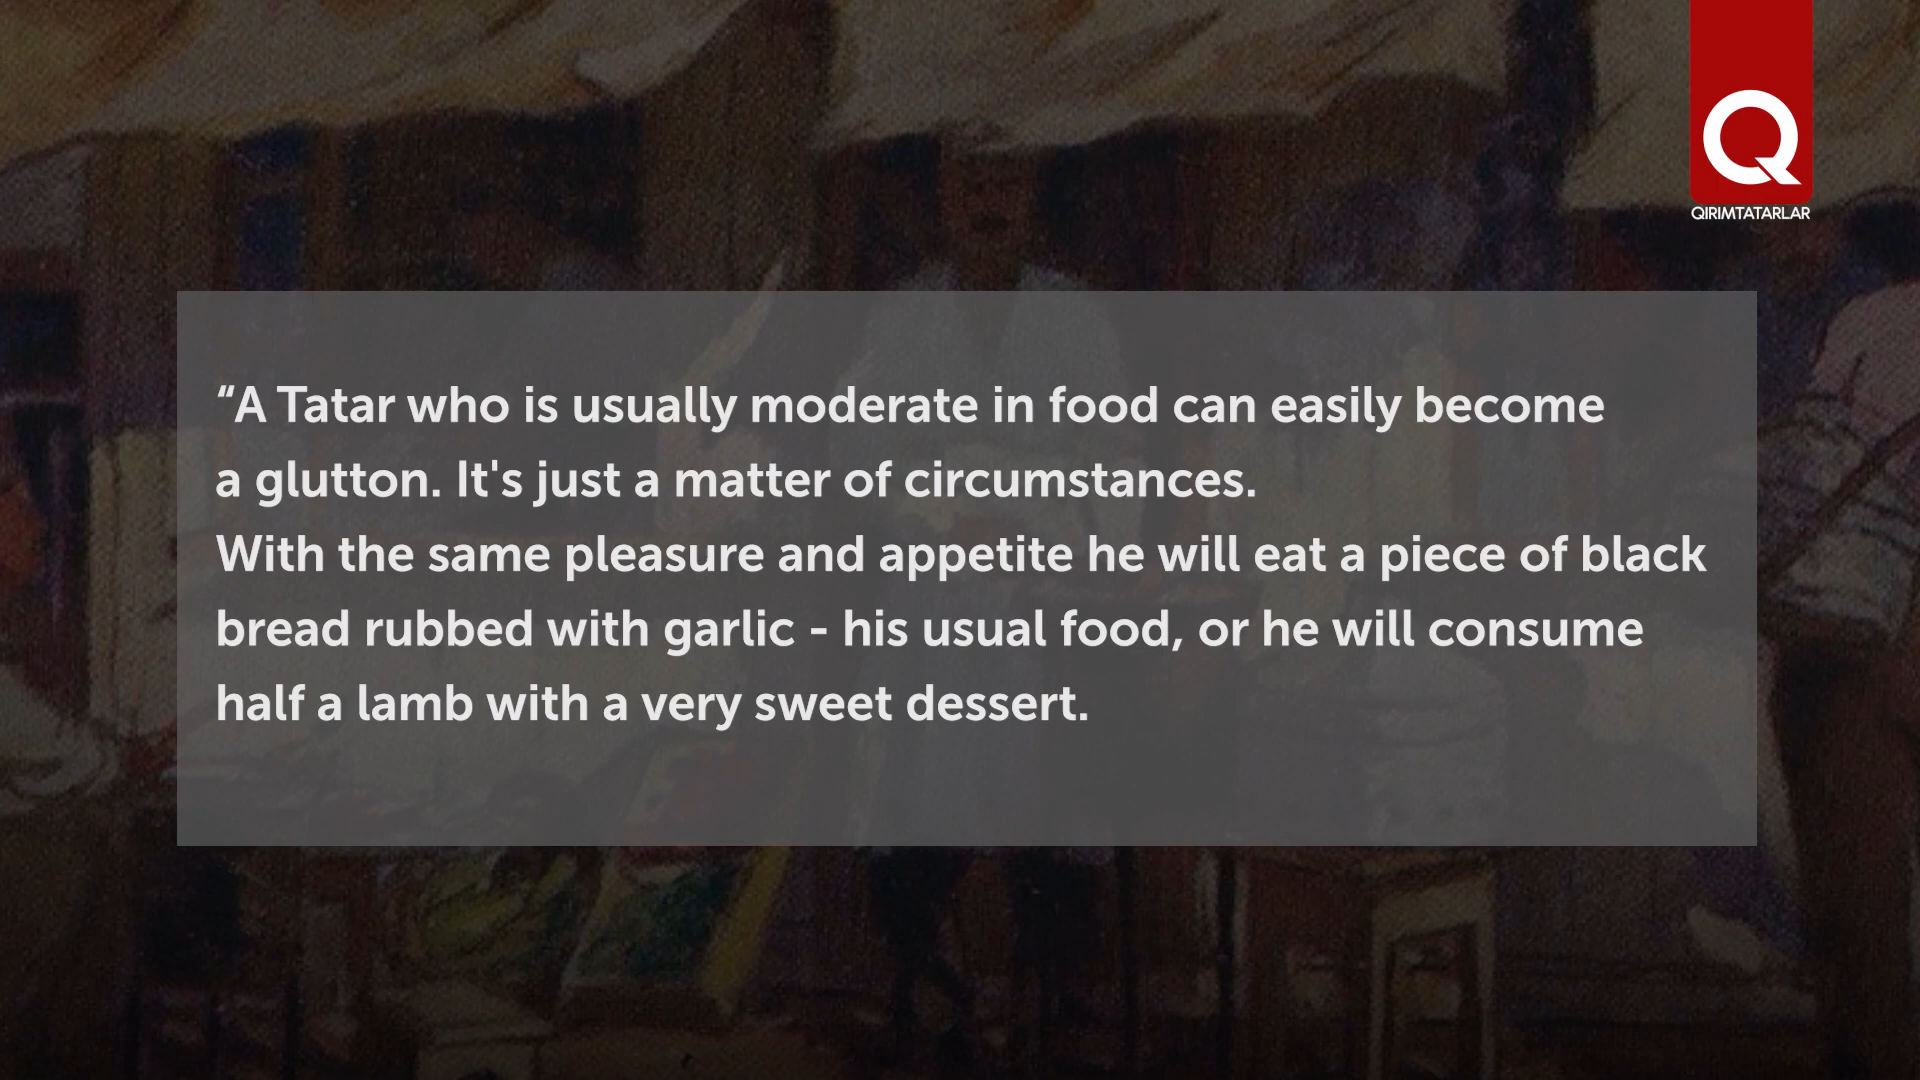 QIRIMTATARLAR
“A Tatar who is usually moderate in food can easily become
a glutton. It's just a matter of circumstances.
With the same pleasure and appetite he will eat a piece of black
bread rubbed with garlic - his usual food, or he will consume
half a lamb with a very sweet dessert.